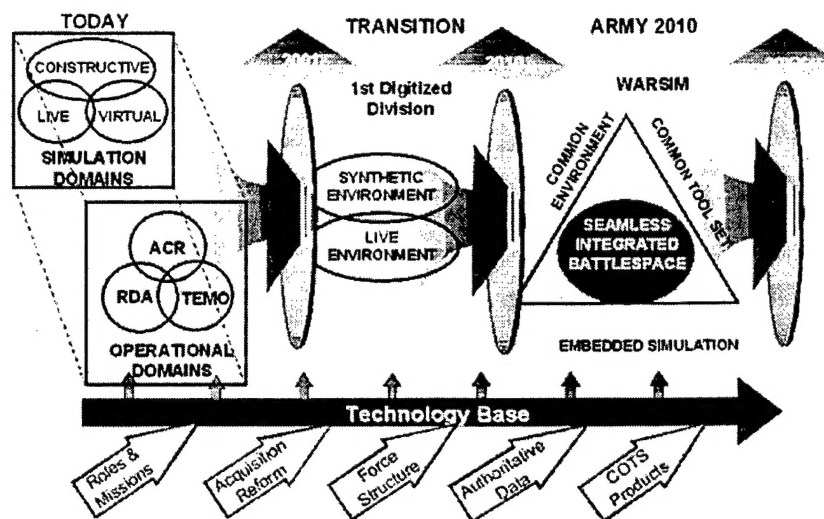 TODAY
TRANSITION
ARMY 2010
CONSTRUCTIVE
LIVE
VIRTUAL
SIMULATION
DOMAINS
ACR
RDA
TEMO
OPERATIONAL
DOMAINS
1st Digitized
Division
SYNTHETIC
ENVIRONMENT
LIVE
ENVIRONMENT
WARSIM
COMMON
ENVIRONMENT
COMMON TOOL SET
SEAMLESS
INTEGRATED
BATTLESPACE
EMBEDDED SIMULATION
Technology Base
Roles &
Missions
Acquisition
Reform
Force
Structure
Authoritative
Data
COTS
Products